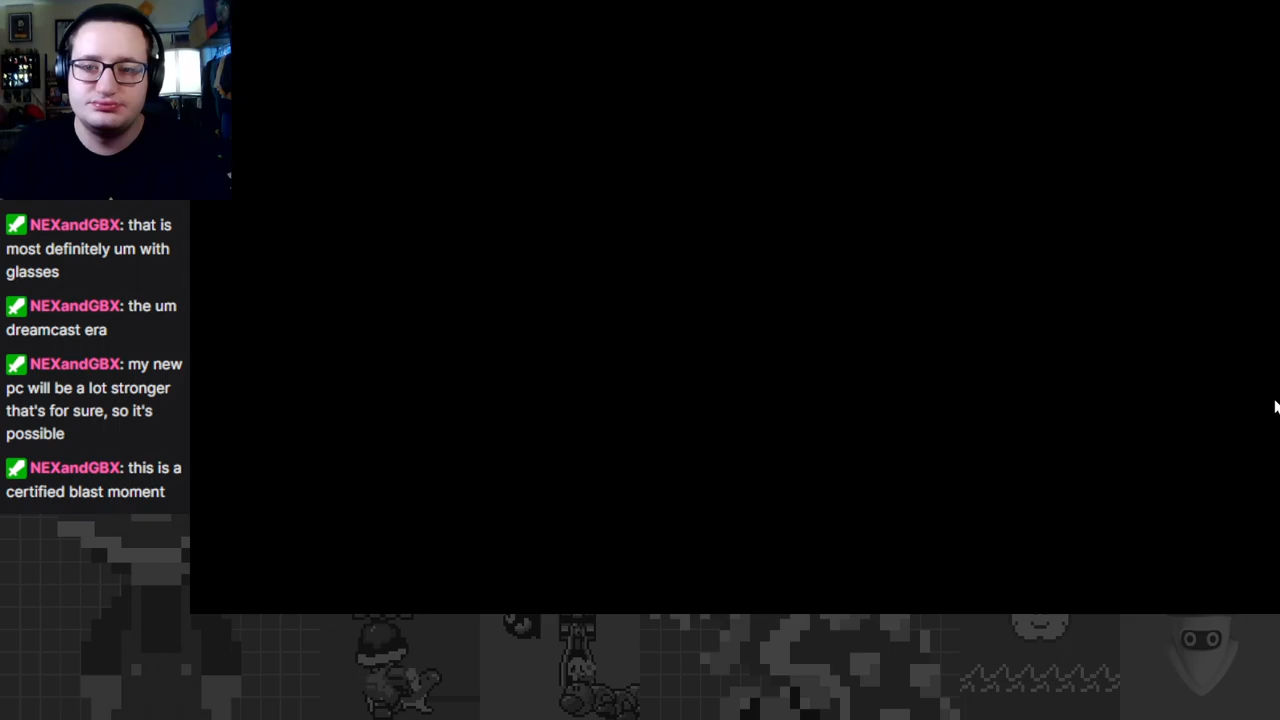 NEXandGBX: that is
most definitely um with
glasses
NEXandGBX: the um
dreamcast era
NEXandGBX: my new
pc will be a lot stronger
that's for sure, so it's
possible
NEXandGBX: this is a
certified blast moment